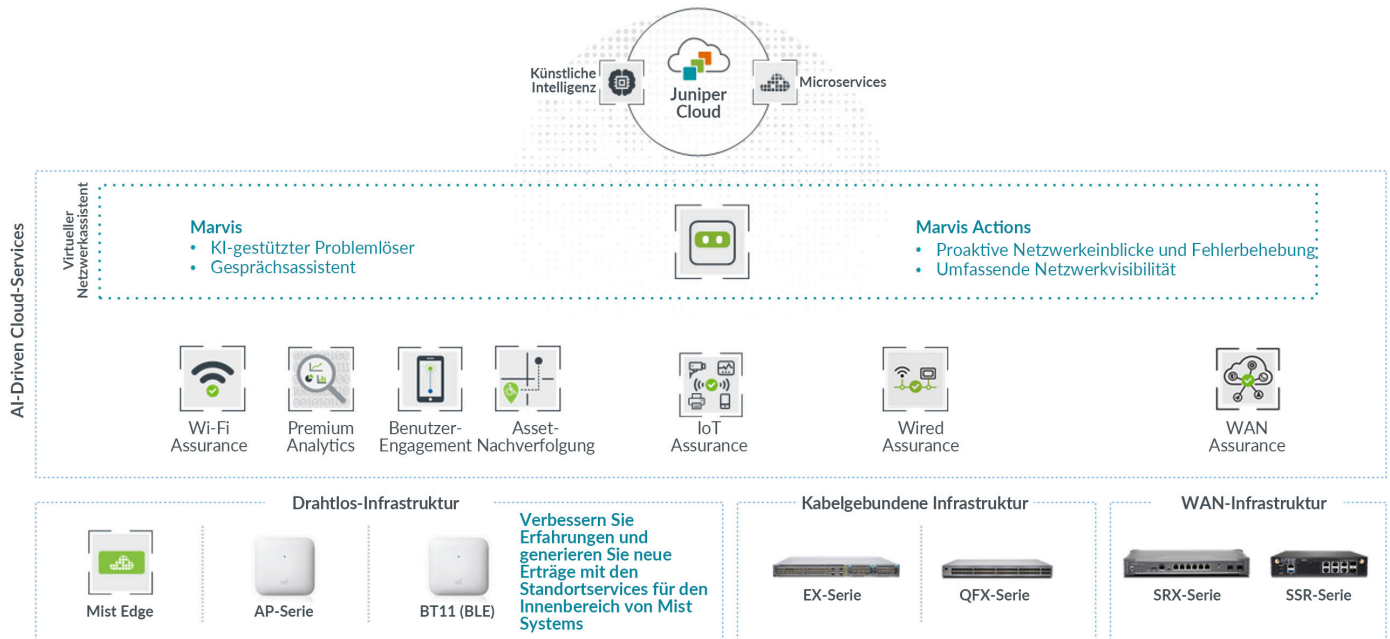 Künstliche
Intelligenz
Juniper
Cloud
Microservices
AI-Driven Cloud-Services
Virtueller
Netzwerkassistent
Marvis
• KI-gestützter Problemlöser
• Gesprächsassistent
Marvis Actions
• Proaktive Netzwerkeinblicke und Fehlerbehebung
• Umfassende Netzwerkvisibilität
Wi-Fi
Assurance
Premium
Analytics
Benutzer-
Engagement
Asset-
Nachverfolgung
IoT
Assurance
Wired
Assurance
WAN
Assurance
Drahtlos-Infrastruktur
Mist Edge
AP-Serie
BT11 (BLE)
Verbessern Sie
Erfahrungen und
generieren Sie neue
Erträge mit den
Standortservices für den
Innenbereich von Mist
Systems
Kabelgebundene Infrastruktur
EX-Serie
QFX-Serie
WAN-Infrastruktur
SRX-Serie
SSR-Serie